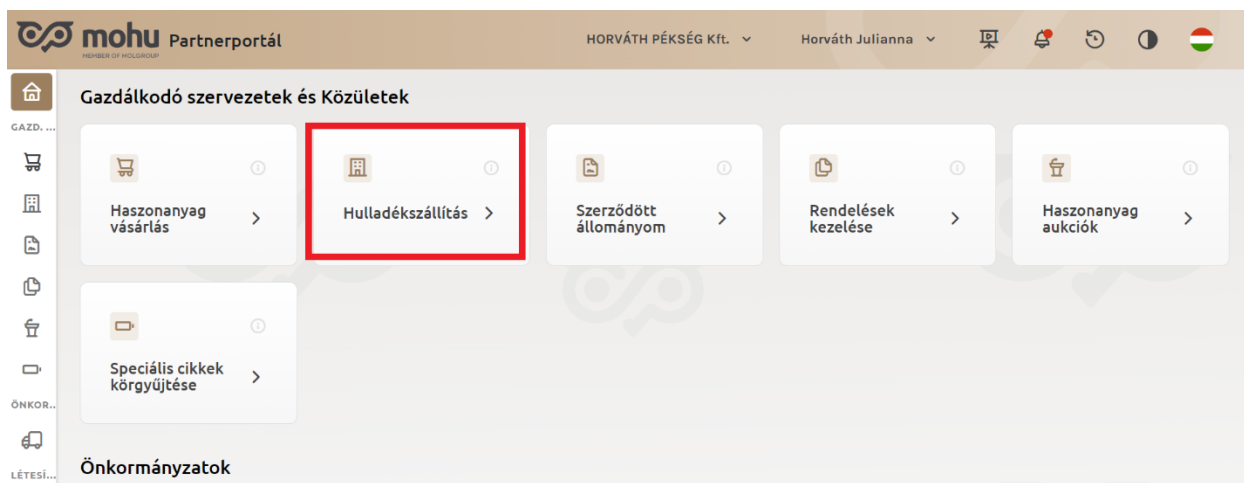 mohu Partnerportál
MEMBER OF HOLGROUP
HORVÁTH PÉKSÉG Kft.
Horváth Julianna
Gazdálkodó szervezetek és Közületek
GAZD. ...
Haszonanyag
vásárlás
Hulladékszállítás
Szerződött
állományom
Rendelések
kezelése
Haszonanyag
aukciók
Speciális cikkek
körgyűjtése
ÖNKOR..
Önkormányzatok
LÉTESÍ...